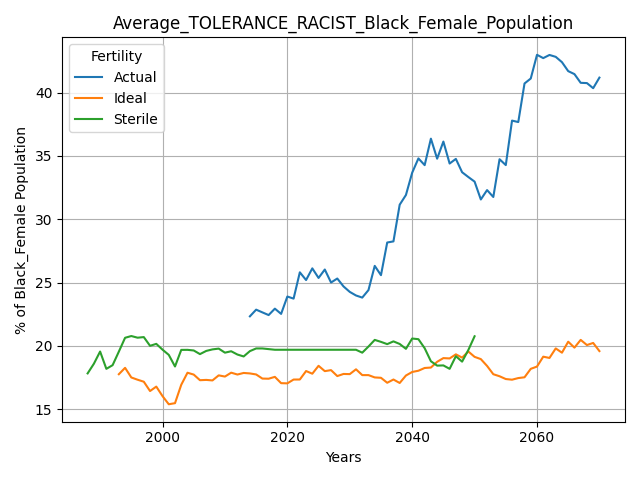 Average_TOLERANCE_RACIST_Black_Female_Population
Fertility
Actual
Ideal
Sterile
% of Black_Female Population
40
35
30
25
20
15
2000
2020
2040
2060
Years